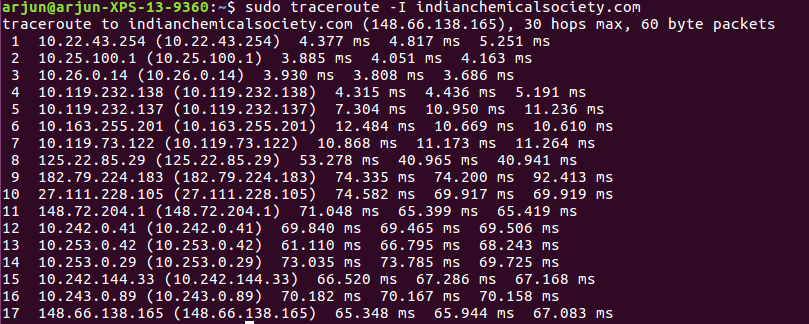 arjun@arjun-XPS-13-9360:~$ sudo traceroute -I indianchemicalsociety.com
traceroute to indianchemicalsociety.com (148.66.138.165), 30 hops max, 60 byte packets
 1  10.22.43.254 (10.22.43.254)  4.377 ms  4.817 ms  5.251 ms
 2  10.25.100.1 (10.25.100.1)  3.885 ms  4.051 ms  4.163 ms
 3  10.26.0.14 (10.26.0.14)  3.930 ms  3.808 ms  3.686 ms
 4  10.119.232.138 (10.119.232.138)  4.315 ms  4.436 ms  5.191 ms
 5  10.119.232.137 (10.119.232.137)  7.304 ms  10.950 ms  11.236 ms
 6  10.163.255.201 (10.163.255.201)  12.484 ms  10.669 ms  10.610 ms
 7  10.119.73.122 (10.119.73.122)  10.868 ms  11.173 ms  11.264 ms
 8  125.22.85.29 (125.22.85.29)  53.278 ms  40.965 ms  40.941 ms
 9  182.79.224.183 (182.79.224.183)  74.335 ms  74.200 ms  92.413 ms
10  27.111.228.105 (27.111.228.105)  74.582 ms  69.917 ms  69.919 ms
11  148.72.204.1 (148.72.204.1)  71.048 ms  65.399 ms  65.419 ms
12  10.242.0.41 (10.242.0.41)  69.840 ms  69.465 ms  69.506 ms
13  10.253.0.42 (10.253.0.42)  61.110 ms  66.795 ms  68.243 ms
14  10.253.0.29 (10.253.0.29)  73.035 ms  73.785 ms  69.725 ms
15  10.242.144.33 (10.242.144.33)  66.520 ms  67.286 ms  67.168 ms
16  10.243.0.89 (10.243.0.89)  70.182 ms  70.167 ms  70.158 ms
17  148.66.138.165 (148.66.138.165)  65.348 ms  65.944 ms  67.083 ms